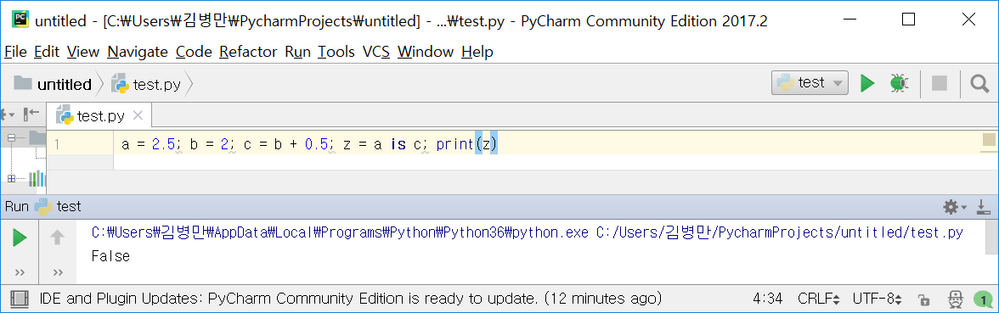 untitled - [C:₩Users₩김병만₩PycharmProjects₩untitled] - ...₩test.py - PyCharm Community Edition 2017.2
File Edit View Navigate Code Refactor Run Tools VCS Window Help
untitled test.py test
test.py
1 a = 2.5; b = 2; c = b + 0.5; z = a is c; print(z)
Run test
C:₩Users₩김병만₩AppData₩Local₩Programs₩Python₩Python36₩python.exe C:/Users/김병만/PycharmProjects/untitled/test.py
False
IDE and Plugin Updates: PyCharm Community Edition is ready to update. (12 minutes ago) 4:34 CRLF UTF-8 1